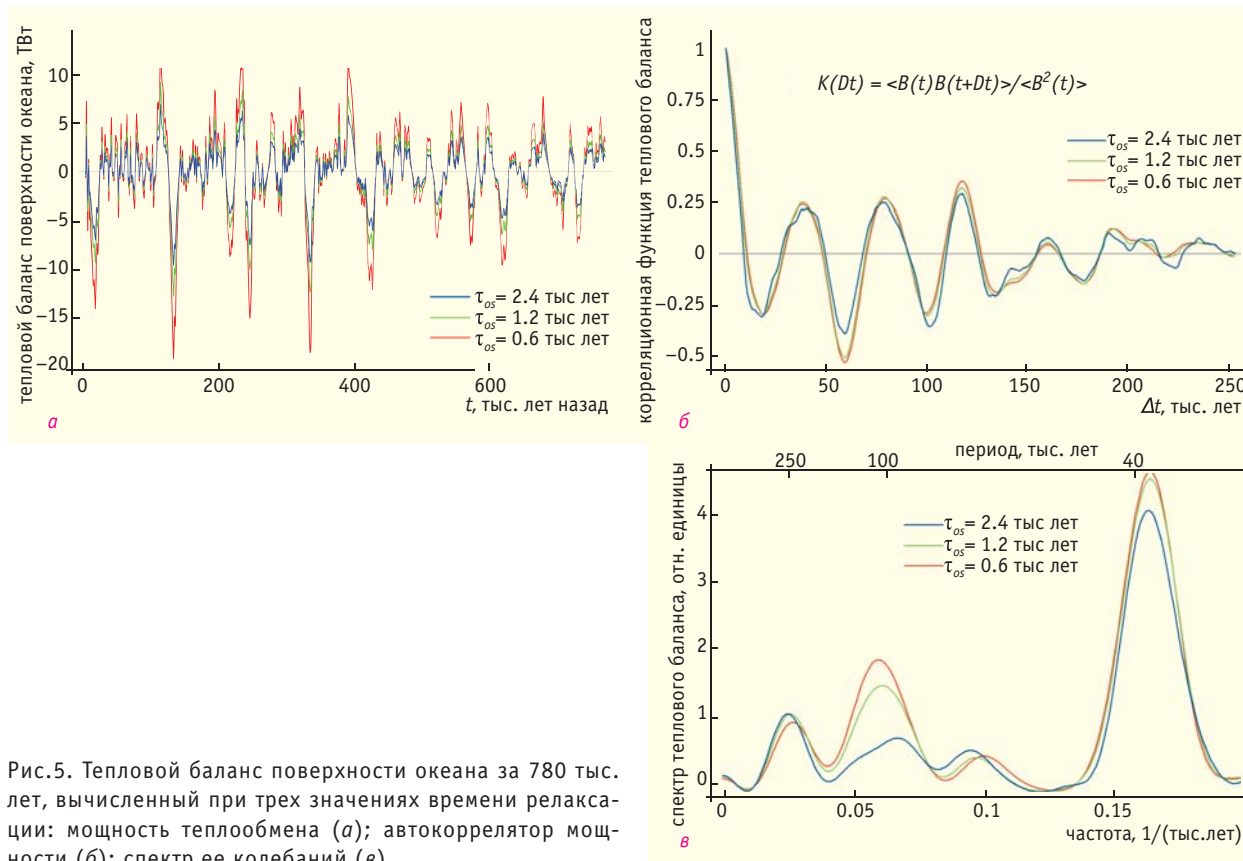 тепловой баланс поверхности океана, ТВт
10
5
0
−5
−10
−15
−20
τos= 2.4 тыс лет
τos= 1.2 тыс лет
τos= 0.6 тыс лет
0
200
400
600
t, тыс. лет назад
а
корреляционная функция теплового баланса
1
0.75
0.5
0.25
0
−0.25
−0.5
K(Dt) = <B(t)B(t+Dt)>/<B²(t)>
τos= 2.4 тыс лет
τos= 1.2 тыс лет
τos= 0.6 тыс лет
0
50
100
150
200
250
Δt, тыс. лет
б
период, тыс. лет
250
100
40
спектр теплового баланса, отн. единицы
4
3
2
1
0
τos= 2.4 тыс лет
τos= 1.2 тыс лет
τos= 0.6 тыс лет
0
0.05
0.1
0.15
частота, 1/(тыс.лет)
в
Рис.5. Тепловой баланс поверхности океана за 780 тыс.
лет, вычисленный при трех значениях времени релакса-
ции: мощность теплообмена (а); автокоррелятор мощ-
ности (б); спектр ее колебаний (в)